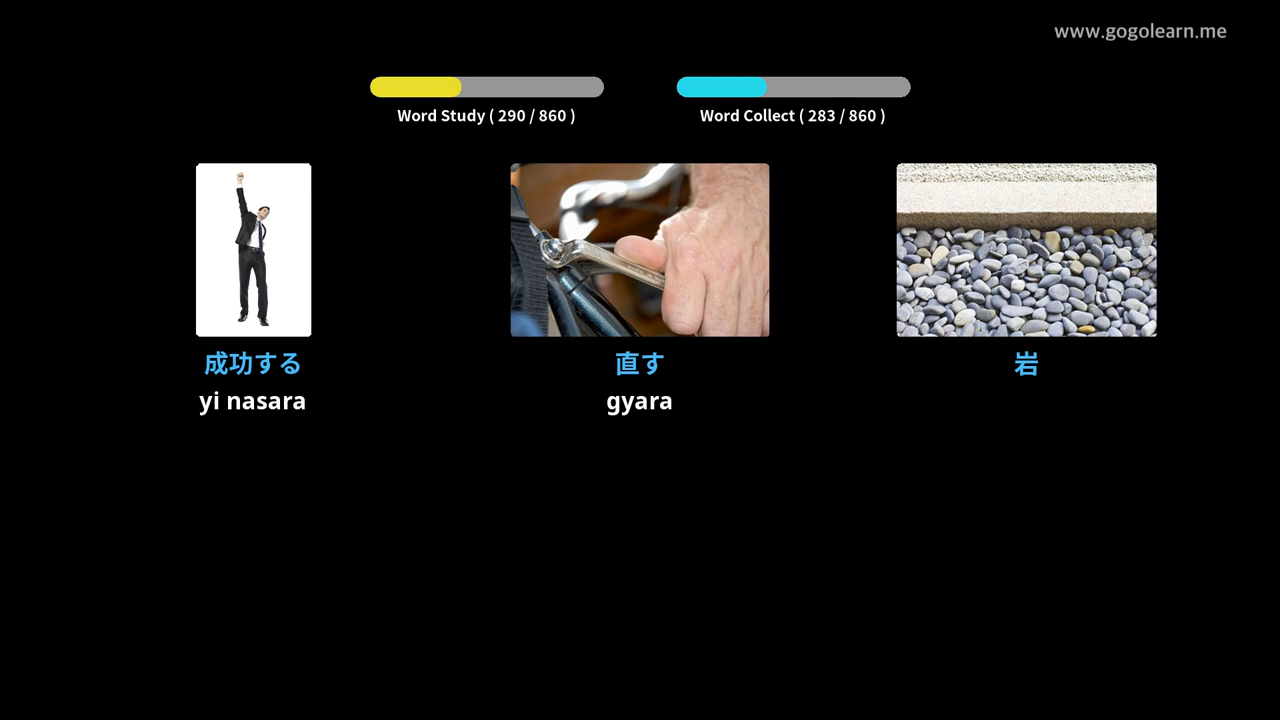 www.gogolearn.me
Word Study ( 290 / 860 )
Word Collect ( 283 / 860 )
成功する
yi nasara
直す
gyara
岩